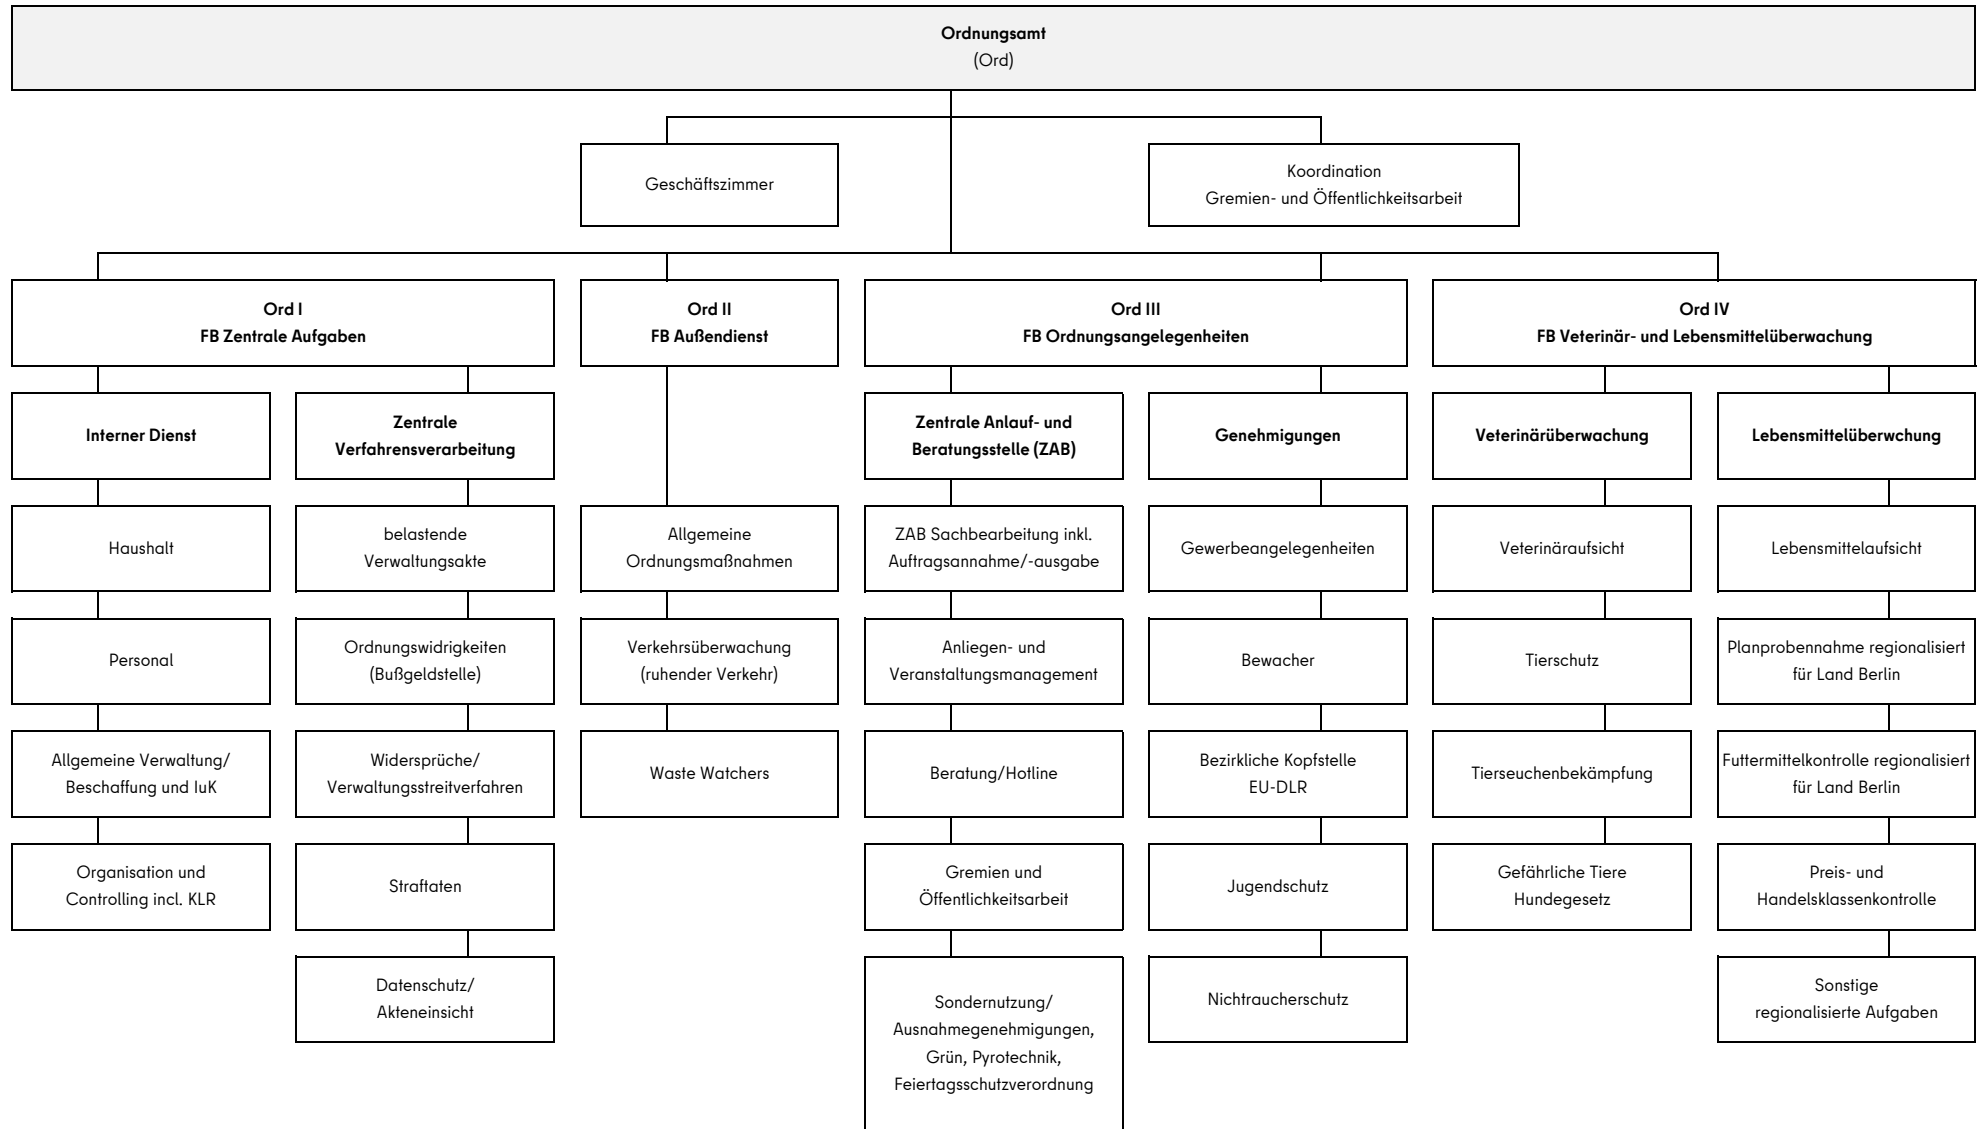 Ordnungsamt
(Ord)
Geschäftszimmer
Koordination
Gremien- und Öffentlichkeitsarbeit
Ord I
FB Zentrale Aufgaben
Ord II
FB Außendienst
Ord III
FB Ordnungsangelegenheiten
Ord IV
FB Veterinär- und Lebensmittelüberwachung
Interner Dienst
Zentrale
Verfahrensverarbeitung
Zentrale Anlauf- und
Beratungsstelle (ZAB)
Genehmigungen
Veterinärüberwachung
Lebensmittelüberwchung
Haushalt
belastende
Verwaltungsakte
Allgemeine
Ordnungsmaßnahmen
ZAB Sachbearbeitung inkl.
Auftragsannahme/-ausgabe
Gewerbeangelegenheiten
Veterinäraufsicht
Lebensmittelaufsicht
Personal
Ordnungswidrigkeiten
(Bußgeldstelle)
Verkehrsüberwachung
(ruhender Verkehr)
Anliegen- und
Veranstaltungsmanagement
Bewacher
Tierschutz
Planprobennahme regionalisiert
für Land Berlin
Allgemeine Verwaltung/
Beschaffung und IuK
Widersprüche/
Verwaltungsstreitverfahren
Waste Watchers
Beratung/Hotline
Bezirkliche Kopfstelle
EU-DLR
Tierseuchenbekämpfung
Futtermittelkontrolle regionalisiert
für Land Berlin
Organisation und
Controlling incl. KLR
Straftaten
Gremien und
Öffentlichkeitsarbeit
Jugendschutz
Gefährliche Tiere
Hundegesetz
Preis- und
Handelsklassenkontrolle
Datenschutz/
Akteneinsicht
Sondernutzung/
Ausnahmegenehmigungen,
Grün, Pyrotechnik,
Feiertagsschutzverordnung
Nichtraucherschutz
Sonstige
regionalisierte Aufgaben